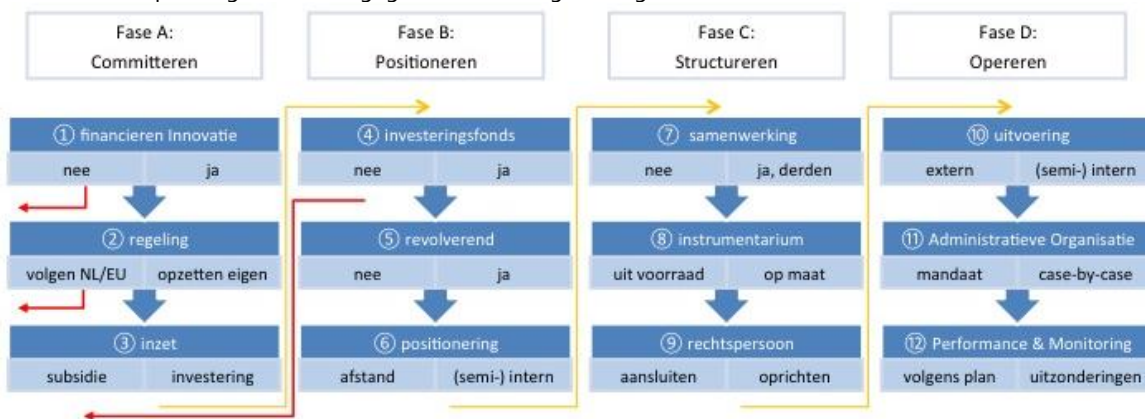 Fase A:
Committeren
① financieren Innovatie
nee ja
② regeling
volgen NL/EU opzetten eigen
③ inzet
subsidie investering
Fase B:
Positioneren
④ investeringsfonds
nee ja
⑤ revolverend
nee ja
⑥ positionering
afstand (semi-) intern
Fase C:
Structureren
⑦ samenwerking
nee ja, derden
⑧ instrumentarium
uit voorraad op maat
⑨ rechtspersoon
aansluiten oprichten
Fase D:
Opereren
⑩ uitvoering
extern (semi-) intern
⑪ Administratieve Organisatie
mandaat case-by-case
⑫ Performance & Monitoring
volgens plan uitzonderingen